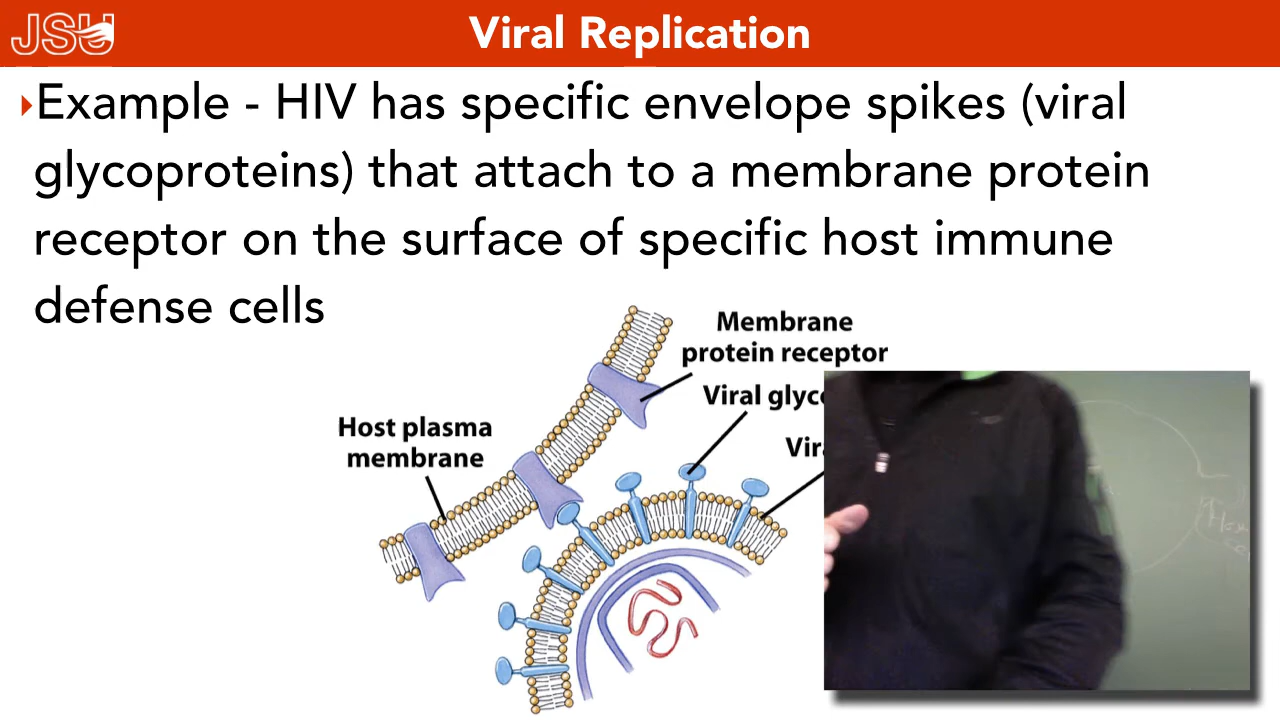 JSU
Viral Replication
Example - HIV has specific envelope spikes (viral
glycoproteins) that attach to a membrane protein
receptor on the surface of specific host immune
defense cells
Membrane
protein receptor
Viral glyc
Host plasma
membrane
Vir